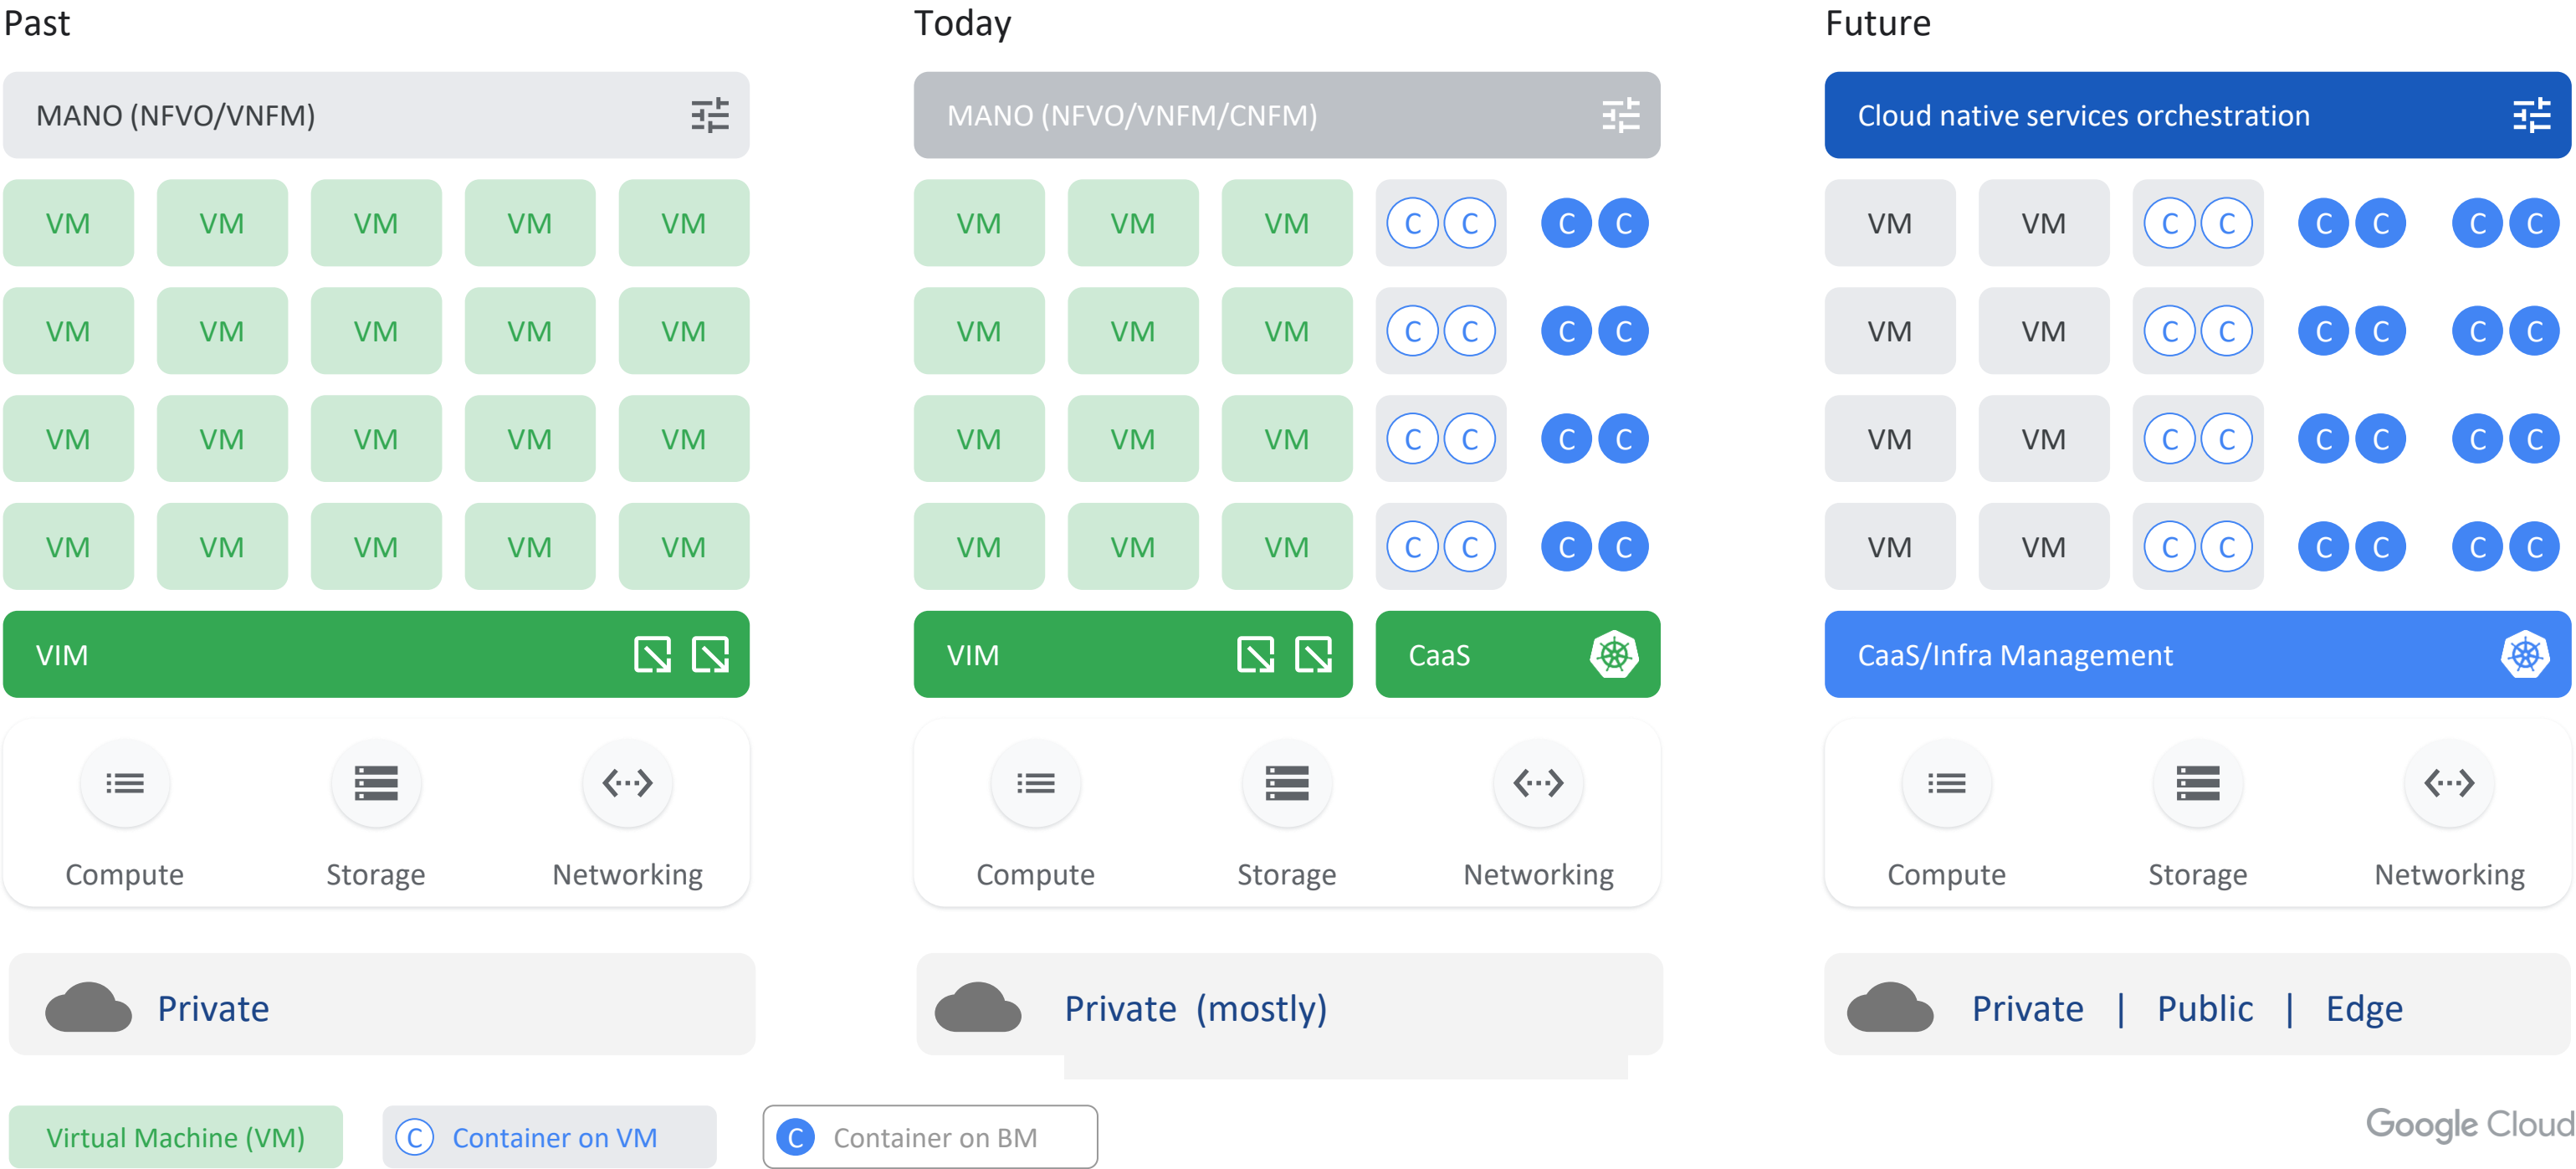 Past
Today
Future
MANO (NFVO/VNFM)
MANO (NFVO/VNFM/CNFM)
Cloud native services orchestration
VM VM VM VM VM
VM VM VM C C C C
VM VM C C C C C C
VM VM VM VM VM
VM VM VM C C C C
VM VM C C C C C C
VM VM VM VM VM
VM VM VM C C C C
VM VM C C C C C C
VM VM VM VM VM
VM VM VM C C C C
VM VM C C C C C C
VIM
VIM
CaaS
CaaS/Infra Management
Compute Storage Networking
Compute Storage Networking
Compute Storage Networking
Private
Private (mostly)
Private | Public | Edge
Virtual Machine (VM)
C Container on VM
C Container on BM
Google Cloud